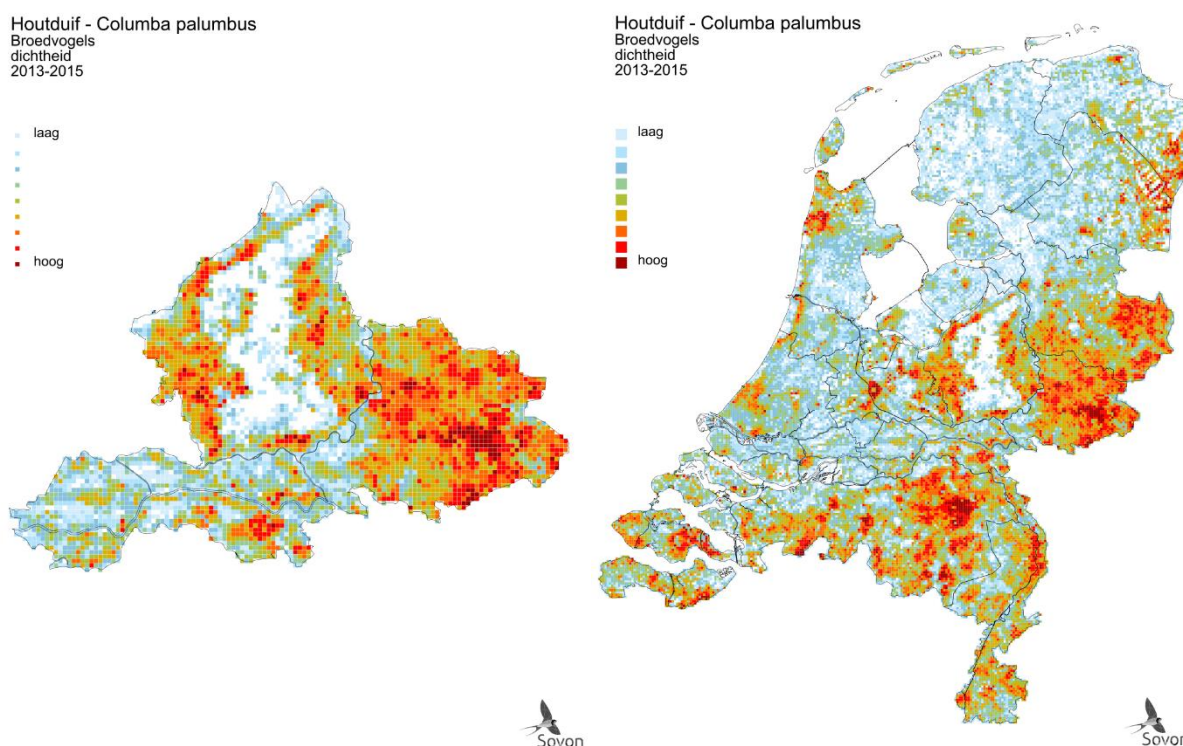 Houtduif - Columba palumbus
Broedvogels
dichtheid
2013-2015
laag
hoog
Sovon
Houtduif - Columba palumbus
Broedvogels
dichtheid
2013-2015
laag
hoog
Sovon